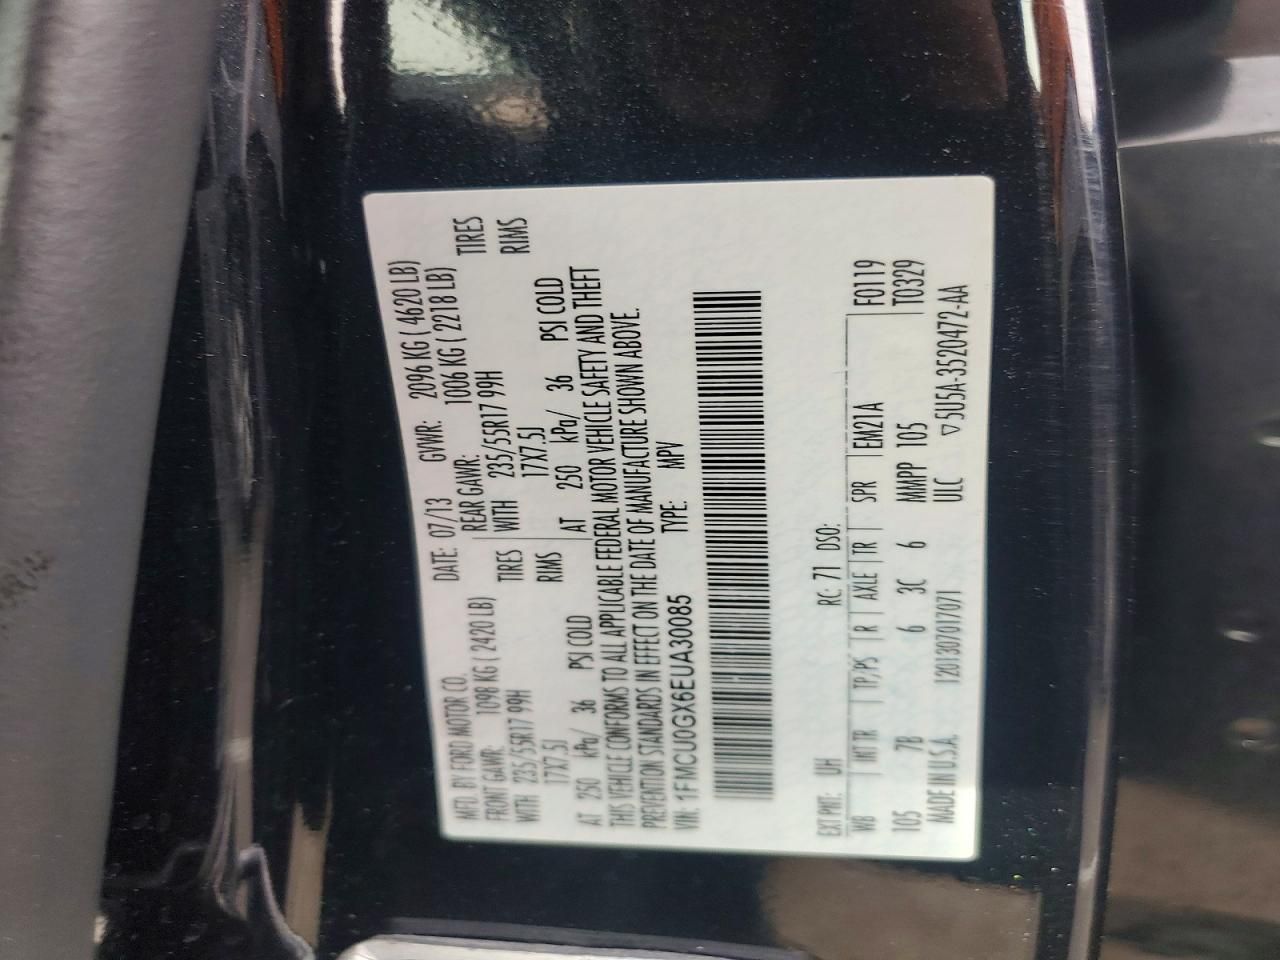 MFD. BY FORD MOTOR CO.
DATE: 07/13 GVWR: 2096 KG ( 4620 LB)
FRONT GAWR: 1098 KG ( 2420 LB) REAR GAWR: 1006 KG ( 2218 LB)
WITH 235/55R17 99H TIRES WITH 235/55R17 99H TIRES
17X7.5J RIMS 17X7.5J RIMS
AT 250 kPa/ 36 PSI COLD AT 250 kPa/ 36 PSI COLD
THIS VEHICLE CONFORMS TO ALL APPLICABLE FEDERAL MOTOR VEHICLE SAFETY AND THEFT
PREVENTION STANDARDS IN EFFECT ON THE DATE OF MANUFACTURE SHOWN ABOVE.
VIN: 1FMCU0GX6EUA30085 TYPE: MPV
EXT PNT: UH RC: 71 DSO:
WB INT TR TP/PS R AXLE TR SPR EM21A F0119
105 7B 6 3C 6 MMPP 105 T0329
MADE IN U.S.A. 1201307017071 ULC ▽5U5A-3520472-AA